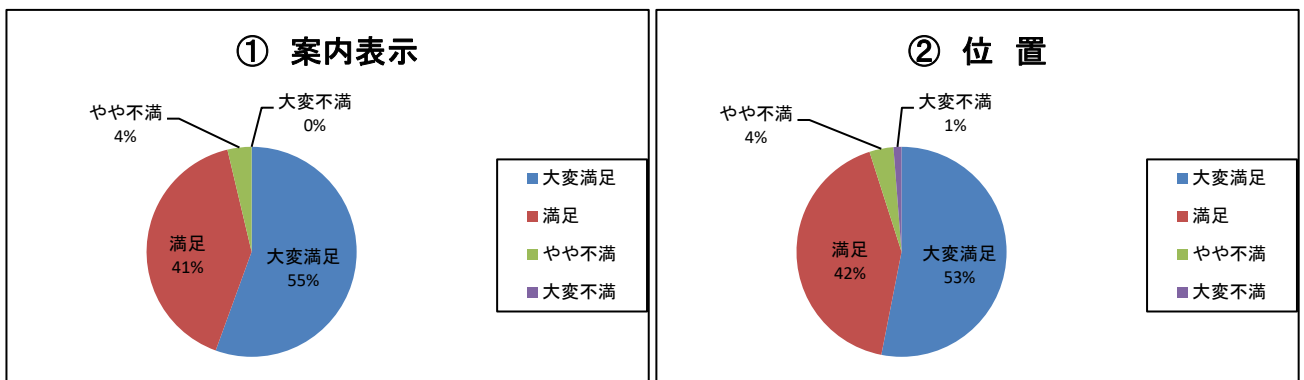 ① 案内表示
大変不満
0%
やや不満
4%
満足
41%
大変満足
55%
大変満足
満足
やや不満
大変不満
② 位 置
大変不満
1%
やや不満
4%
満足
42%
大変満足
53%
大変満足
満足
やや不満
大変不満